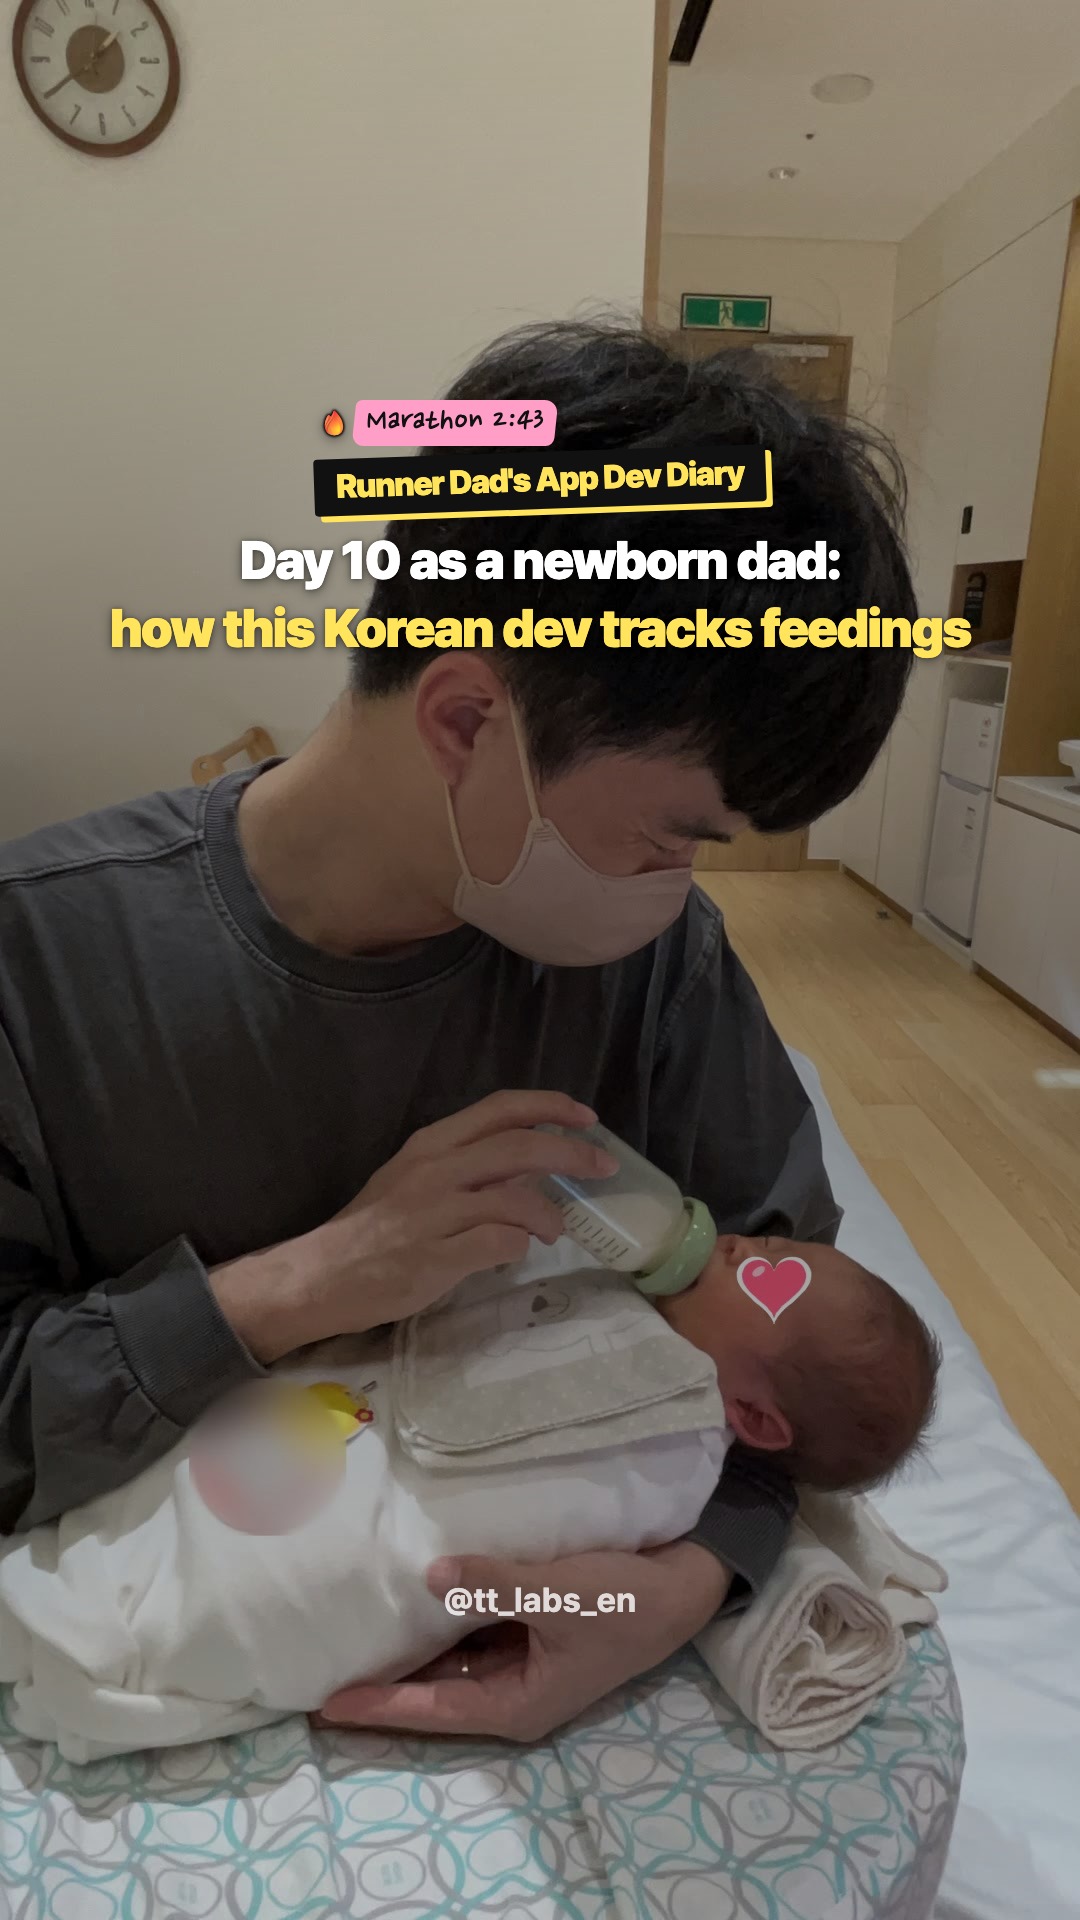 Marathon 2:43
Runner Dad's App Dev Diary
Day 10 as a newborn dad:
how this Korean dev tracks feedings
@tt_labs_en